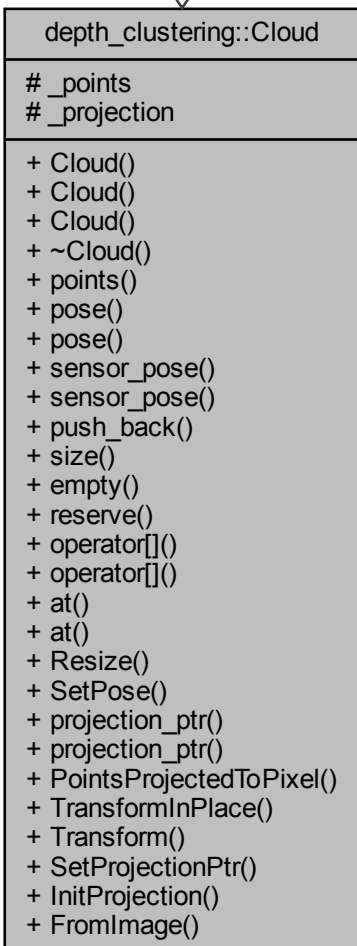 depth_clustering::Cloud
# _points
# _projection
+ Cloud()
+ Cloud()
+ Cloud()
+ ~Cloud()
+ points()
+ pose()
+ pose()
+ sensor_pose()
+ sensor_pose()
+ push_back()
+ size()
+ empty()
+ reserve()
+ operator[]()
+ operator[]()
+ at()
+ at()
+ Resize()
+ SetPose()
+ projection_ptr()
+ projection_ptr()
+ PointsProjectedToPixel()
+ TransformInPlace()
+ Transform()
+ SetProjectionPtr()
+ InitProjection()
+ FromImage()